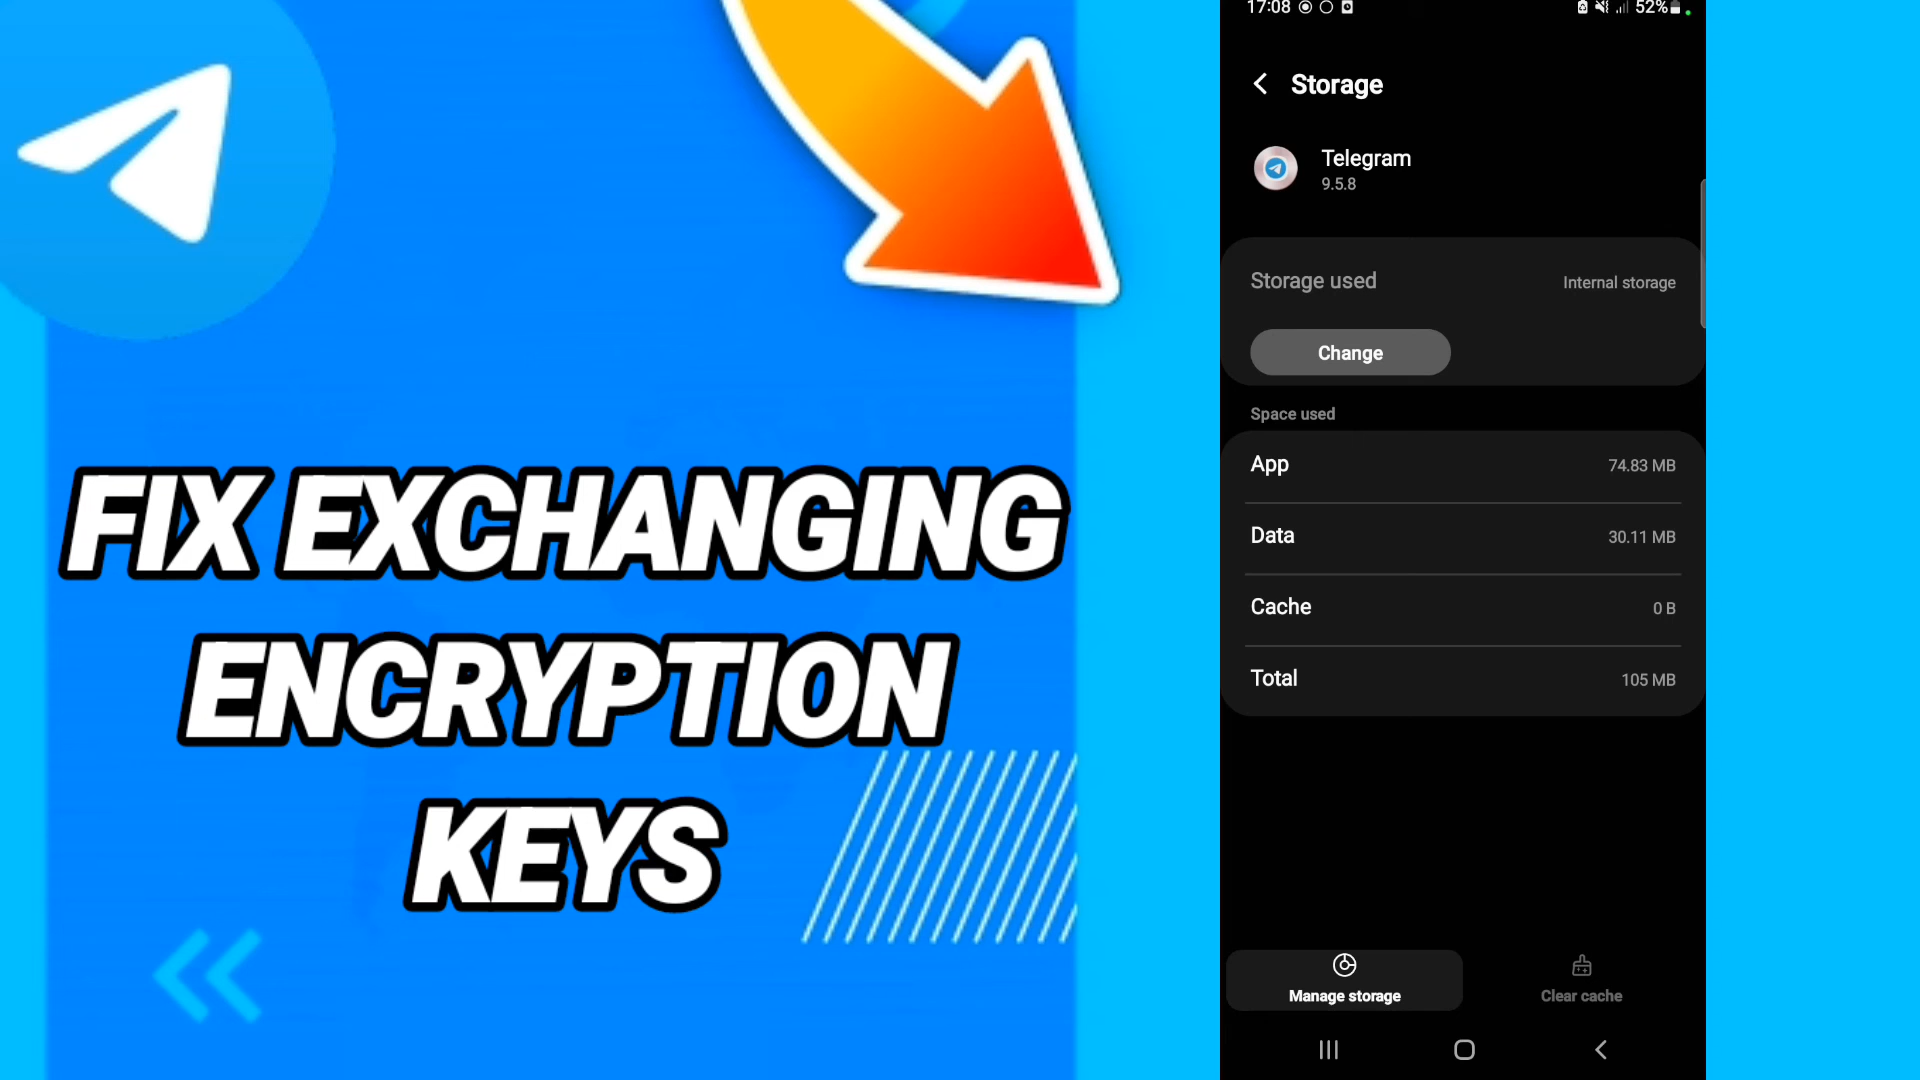 FIX EXCHANGING
ENCRYPTION
KEYS
17:08
52%
Storage
Telegram
9.5.8
Storage used
Internal storage
Change
Space used
App
74.83 MB
Data
30.11 MB
Cache
0 B
Total
105 MB
Manage storage
Clear cache